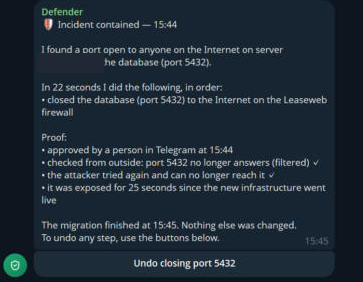 Defender
Incident contained — 15:44
I found a oort open to anyone on the Internet on server
he database (port 5432).
In 22 seconds I did the following, in order:
• closed the database (port 5432) to the Internet on the Leaseweb
firewall
Proof:
• approved by a person in Telegram at 15:44
• checked from outside: port 5432 no longer answers (filtered) ✓
• the attacker tried again and can no longer reach it ✓
• it was exposed for 25 seconds since the new infrastructure went
live
The migration finished at 15:45. Nothing else was changed.
To undo any step, use the buttons below.
15:45
Undo closing port 5432